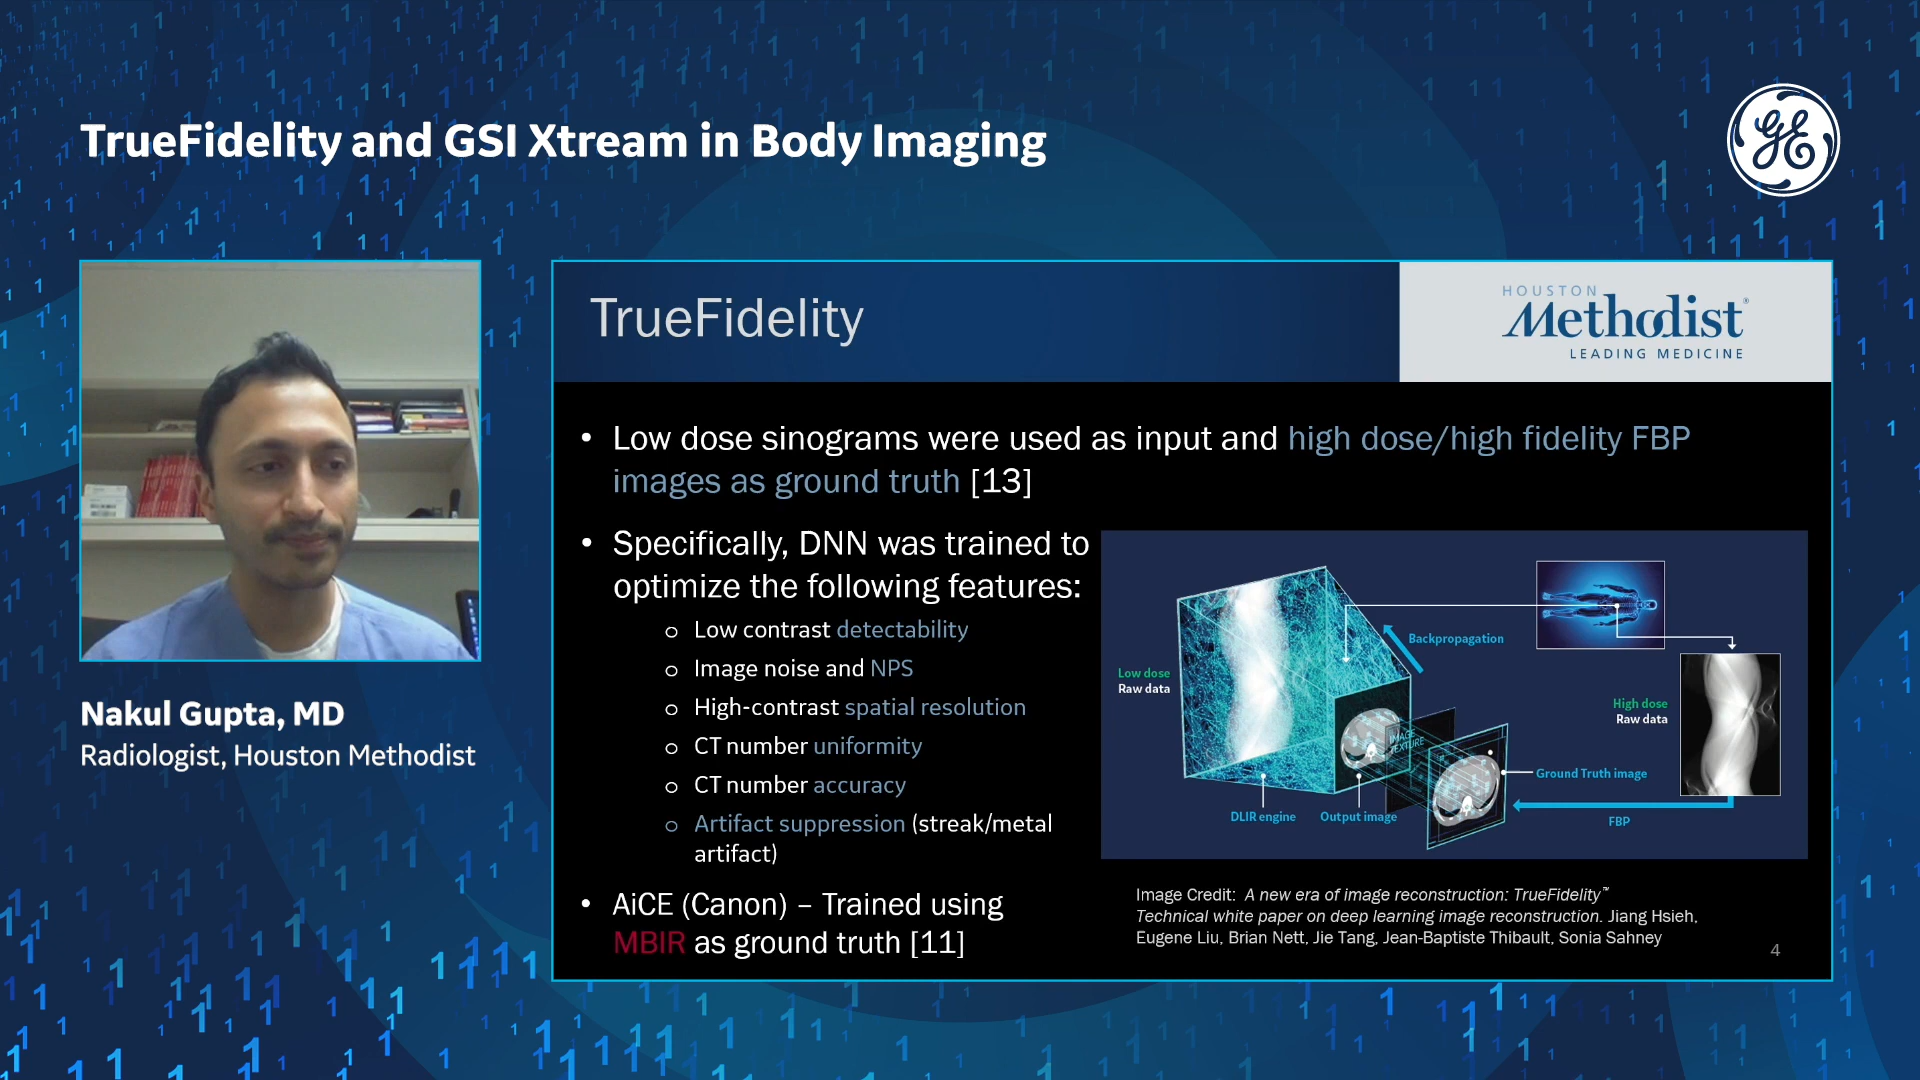 TrueFidelity and GSI Xtream in Body Imaging
GE
TrueFidelity
HOUSTON
Methodist®
LEADING MEDICINE
• Low dose sinograms were used as input and high dose/high fidelity FBP
images as ground truth [13]
• Specifically, DNN was trained to
optimize the following features:
o Low contrast detectability
o Image noise and NPS
o High-contrast spatial resolution
o CT number uniformity
o CT number accuracy
o Artifact suppression (streak/metal
artifact)
• AiCE (Canon) – Trained using
MBIR as ground truth [11]
Backpropagation
Low dose
Raw data
High dose
Raw data
IMAGE
TEXTURE
Ground Truth image
DLIR engine
Output image
FBP
Image Credit: A new era of image reconstruction: TrueFidelity™
Technical white paper on deep learning image reconstruction. Jiang Hsieh,
Eugene Liu, Brian Nett, Jie Tang, Jean-Baptiste Thibault, Sonia Sahney
4
Nakul Gupta, MD
Radiologist, Houston Methodist